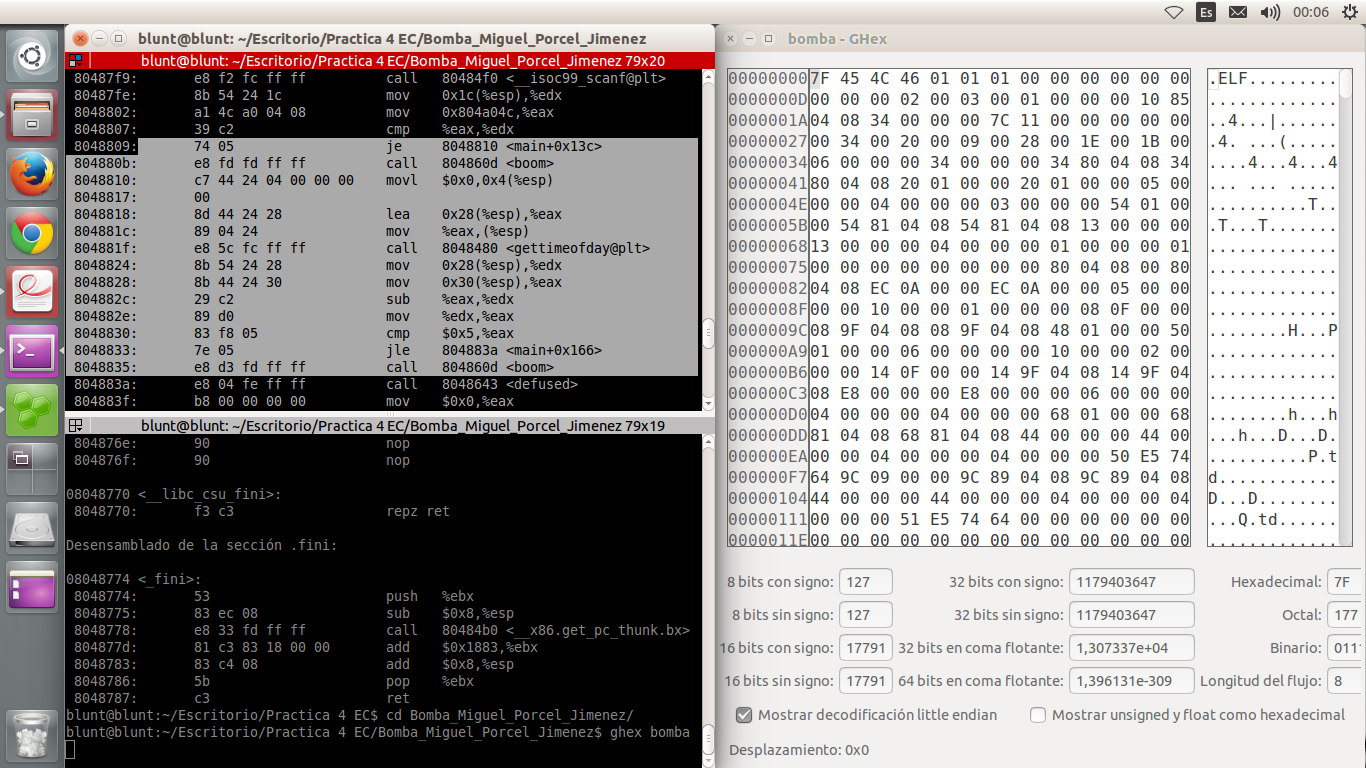 Es
00:06
blunt@blunt: ~/Escritorio/Practica 4 EC/Bomba_Miguel_Porcel_Jimenez
blunt@blunt: ~/Escritorio/Practica 4 EC/Bomba_Miguel_Porcel_Jimenez 79x20
80487f9: e8 f2 fc ff ff call 80484f0 <__isoc99_scanf@plt>
80487fe: 8b 54 24 1c mov 0x1c(%esp),%edx
8048802: a1 4c a0 04 08 mov 0x804a04c,%eax
8048807: 39 c2 cmp %eax,%edx
8048809: 74 05 je 8048810 <main+0x13c>
804880b: e8 fd fd ff ff call 804860d <boom>
8048810: c7 44 24 04 00 00 00 movl $0x0,0x4(%esp)
8048817: 00
8048818: 8d 44 24 28 lea 0x28(%esp),%eax
804881c: 89 04 24 mov %eax,(%esp)
804881f: e8 5c fc ff ff call 8048480 <gettimeofday@plt>
8048824: 8b 54 24 28 mov 0x28(%esp),%edx
8048828: 8b 44 24 30 mov 0x30(%esp),%eax
804882c: 29 c2 sub %eax,%edx
804882e: 89 d0 mov %edx,%eax
8048830: 83 f8 05 cmp $0x5,%eax
8048833: 7e 05 jle 804883a <main+0x166>
8048835: e8 d3 fd ff ff call 804860d <boom>
804883a: e8 04 fe ff ff call 8048643 <defused>
804883f: b8 00 00 00 00 mov $0x0,%eax
blunt@blunt: ~/Escritorio/Practica 4 EC/Bomba_Miguel_Porcel_Jimenez 79x19
804876e: 90 nop
804876f: 90 nop
08048770 <__libc_csu_fini>:
8048770: f3 c3 repz ret
Desensamblado de la sección .fini:
08048774 <_fini>:
8048774: 53 push %ebx
8048775: 83 ec 08 sub $0x8,%esp
8048778: e8 33 fd ff ff call 80484b0 <__x86.get_pc_thunk.bx>
804877d: 81 c3 83 18 00 00 add $0x1883,%ebx
8048783: 83 c4 08 add $0x8,%esp
8048786: 5b pop %ebx
8048787: c3 ret
blunt@blunt:~/Escritorio/Practica 4 EC$ cd Bomba_Miguel_Porcel_Jimenez/
blunt@blunt:~/Escritorio/Practica 4 EC/Bomba_Miguel_Porcel_Jimenez$ ghex bomba
bomba - GHex
00000000 7F 45 4C 46 01 01 01 00 00 00 00 00 00 .ELF.........
0000000D 00 00 00 02 00 03 00 01 00 00 00 10 85 .............
0000001A 04 08 34 00 00 00 7C 11 00 00 00 00 00 ..4...|......
00000027 00 34 00 20 00 09 00 28 00 1E 00 1B 00 .4. ...(.....
00000034 06 00 00 00 34 00 00 00 34 80 04 08 34 ....4...4...4
00000041 80 04 08 20 01 00 00 20 01 00 00 05 00 ... ... .....
0000004E 00 00 04 00 00 00 03 00 00 00 54 01 00 ..........T..
0000005B 00 54 81 04 08 54 81 04 08 13 00 00 00 .T...T.......
00000068 13 00 00 00 04 00 00 00 01 00 00 00 01 .............
00000075 00 00 00 00 00 00 00 00 80 04 08 00 80 .............
00000082 04 08 EC 0A 00 00 EC 0A 00 00 05 00 00 .............
0000008F 00 00 10 00 00 01 00 00 00 08 0F 00 00 .............
0000009C 08 9F 04 08 08 9F 04 08 48 01 00 00 50 ........H...P
000000A9 01 00 00 06 00 00 00 00 10 00 00 02 00 .............
000000B6 00 00 14 0F 00 00 14 9F 04 08 14 9F 04 .............
000000C3 08 E8 00 00 00 E8 00 00 00 06 00 00 00 .............
000000D0 04 00 00 00 04 00 00 00 68 01 00 00 68 ........h...h
000000DD 81 04 08 68 81 04 08 44 00 00 00 44 00 ...h...D...D.
000000EA 00 00 04 00 00 00 04 00 00 00 50 E5 74 ..........P.t
000000F7 64 9C 09 00 00 9C 89 04 08 9C 89 04 08 d............
00000104 44 00 00 00 44 00 00 00 04 00 00 00 04 D...D........
00000111 00 00 00 51 E5 74 64 00 00 00 00 00 00 ...Q.td......
0000011E 00 00 00 00 00 00 00 00 00 00 00 00 00
8 bits con signo: 127 32 bits con signo: 1179403647 Hexadecimal: 7F
8 bits sin signo: 127 32 bits sin signo: 1179403647 Octal: 177
16 bits con signo: 17791 32 bits en coma flotante: 1,307337e+04 Binario: 011
16 bits sin signo: 17791 64 bits en coma flotante: 1,396131e-309 Longitud del flujo: 8
Mostrar decodificación little endian Mostrar unsigned y float como hexadecimal
Desplazamiento: 0x0